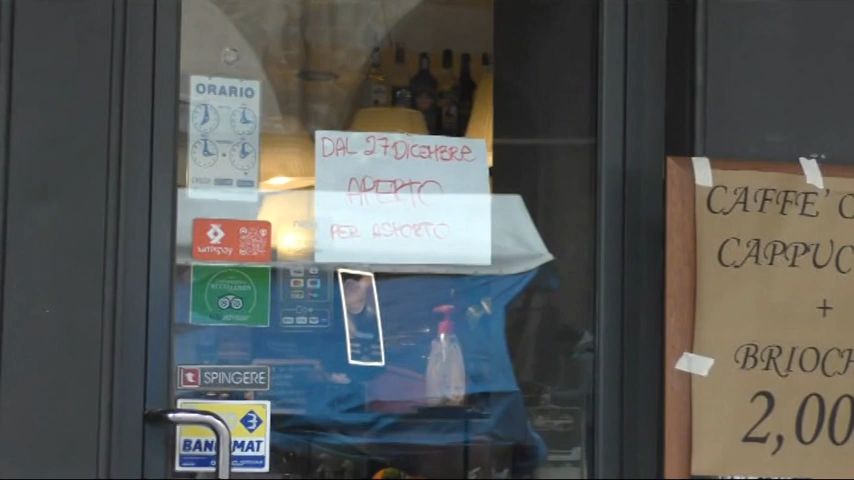 ORARIO
DAL 27 DICEMBRE
APERTO
PER ASPORTO
satispay
SPINGERE
BANCOMAT
CAFFE' O
CAPPUC
+
BRIOCH
2,00